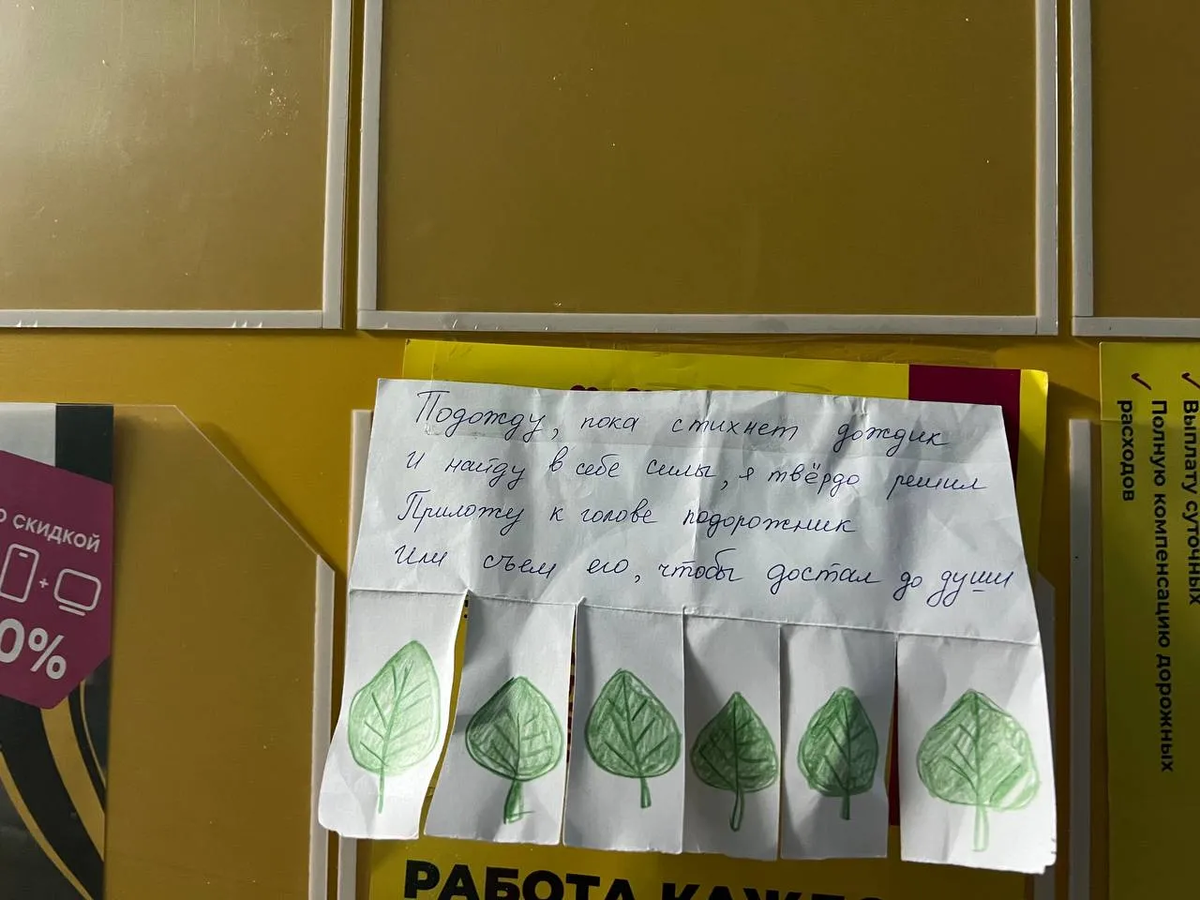 Подожду, пока стихнет дождик
И найду в себе силы, я твёрдо решил
Приложу к голове подорожник
Или съем его, чтобы достал до души
О СКИДКОЙ
+
0%
РАБОТА
Выплату суточных
✓ Полную компенсацию дорожных
расходов